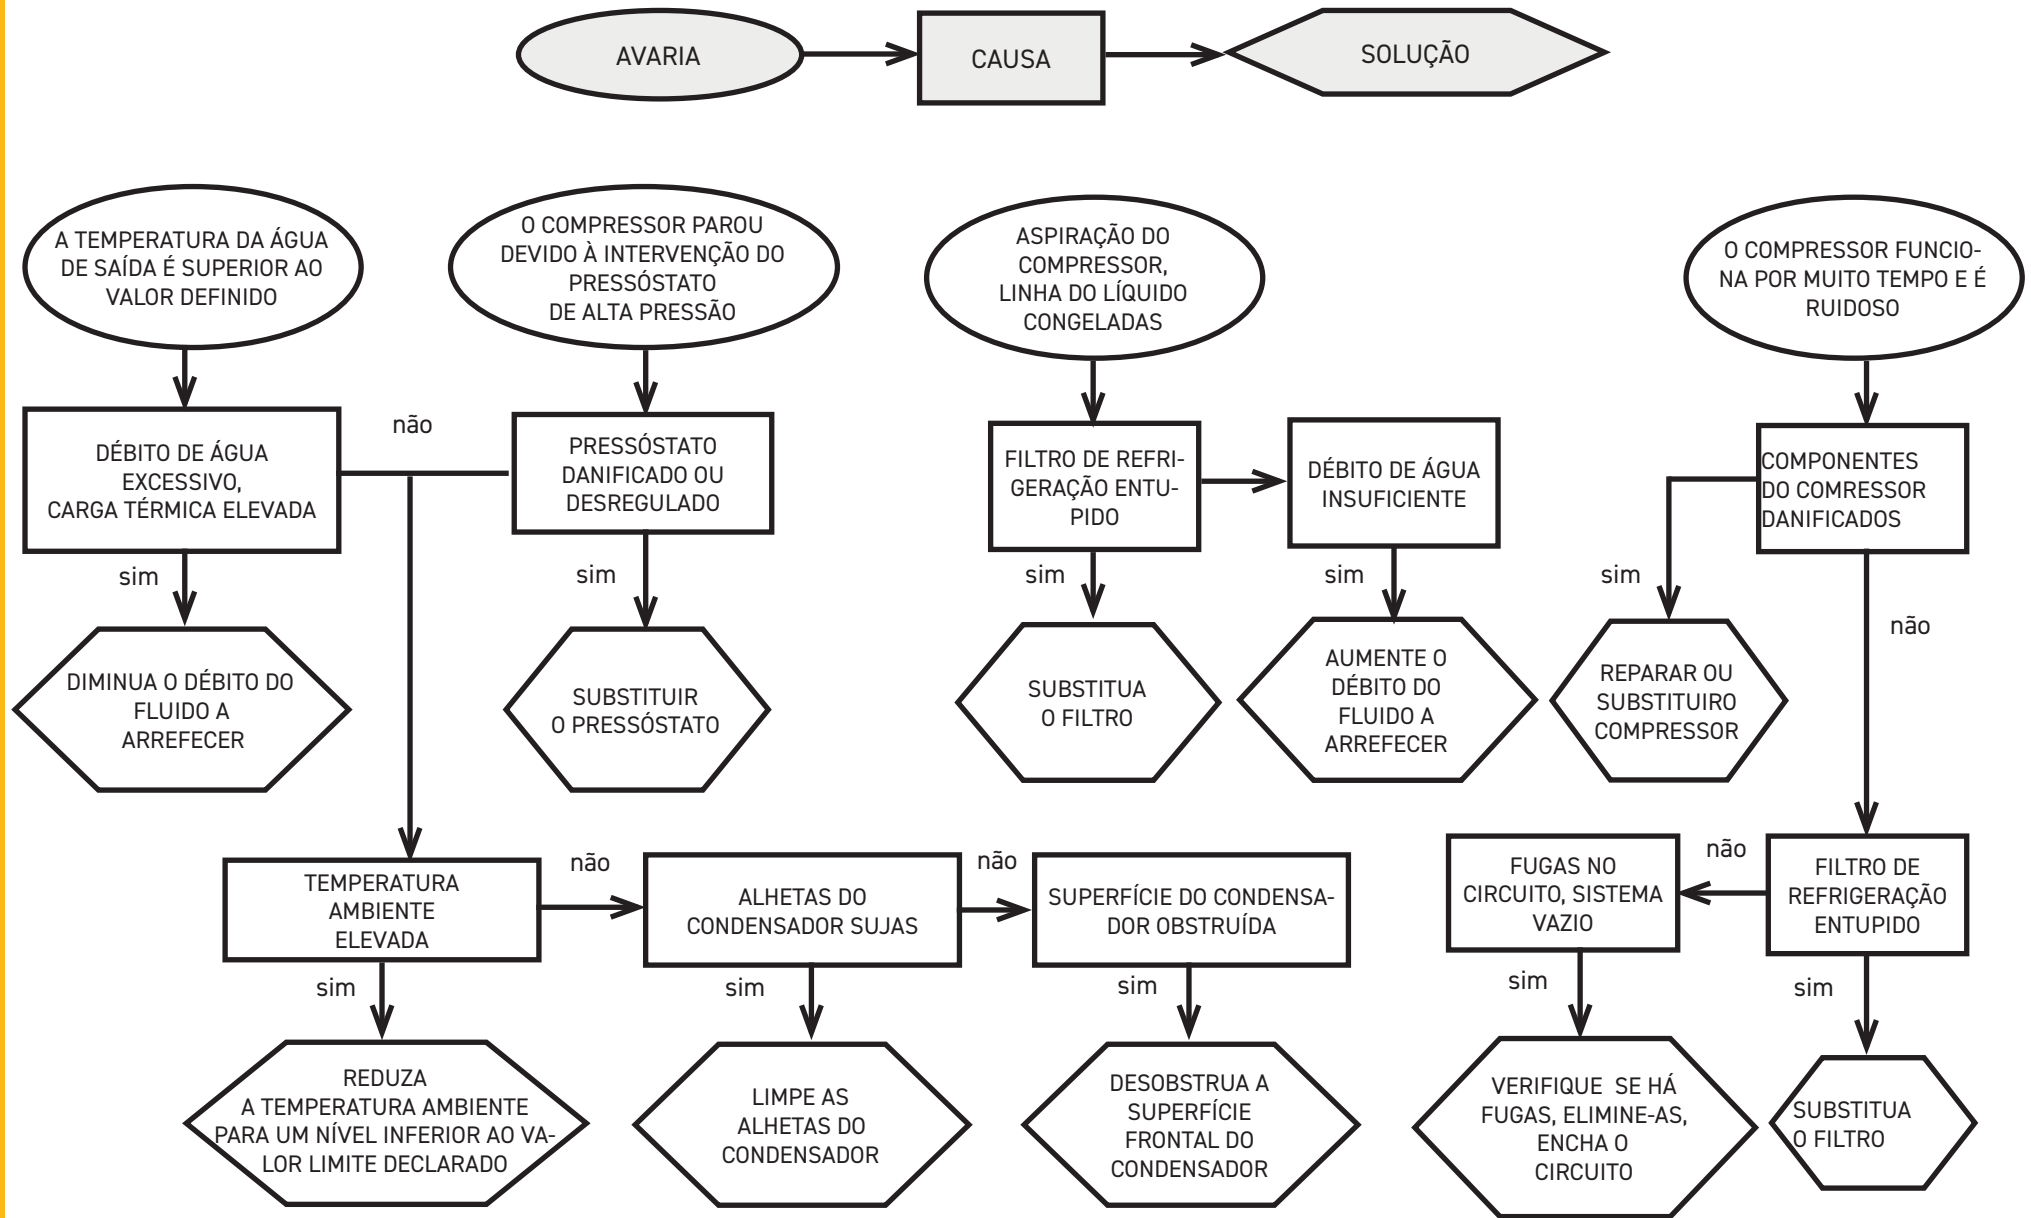 AVARIA
CAUSA
SOLUÇÃO
A TEMPERATURA DA ÁGUA
DE SAÍDA É SUPERIOR AO
VALOR DEFINIDO
O COMPRESSOR PAROU
DEVIDO À INTERVENÇÃO DO
PRESSÓSTATO
DE ALTA PRESSÃO
ASPIRAÇÃO DO
COMPRESSOR,
LINHA DO LÍQUIDO
CONGELADAS
O COMPRESSOR FUNCIO-
NA POR MUITO TEMPO E É
RUIDOSO
DÉBITO DE ÁGUA
EXCESSIVO,
CARGA TÉRMICA ELEVADA
não
PRESSÓSTATO
DANIFICADO OU
DESREGULADO
FILTRO DE REFRI-
GERAÇÃO ENTU-
PIDO
DÉBITO DE ÁGUA
INSUFICIENTE
COMPONENTES
DO COMRESSOR
DANIFICADOS
sim
sim
sim
sim
sim
não
DIMINUA O DÉBITO DO
FLUIDO A
ARREFECER
SUBSTITUIR
O PRESSÓSTATO
SUBSTITUA
O FILTRO
AUMENTE O
DÉBITO DO
FLUIDO A
ARREFECER
REPARAR OU
SUBSTITUIRO
COMPRESSOR
TEMPERATURA
AMBIENTE
ELEVADA
não
ALHETAS DO
CONDENSADOR SUJAS
não
SUPERFÍCIE DO CONDENSA-
DOR OBSTRUÍDA
FUGAS NO
CIRCUITO, SISTEMA
VAZIO
não
FILTRO DE
REFRIGERAÇÃO
ENTUPIDO
sim
sim
sim
sim
sim
REDUZA
A TEMPERATURA AMBIENTE
PARA UM NÍVEL INFERIOR AO VA-
LOR LIMITE DECLARADO
LIMPE AS
ALHETAS DO
CONDENSADOR
DESOBSTRUA A
SUPERFÍCIE
FRONTAL DO
CONDENSADOR
VERIFIQUE  SE HÁ
FUGAS, ELIMINE-AS,
ENCHA O
CIRCUITO
SUBSTITUA
O FILTRO